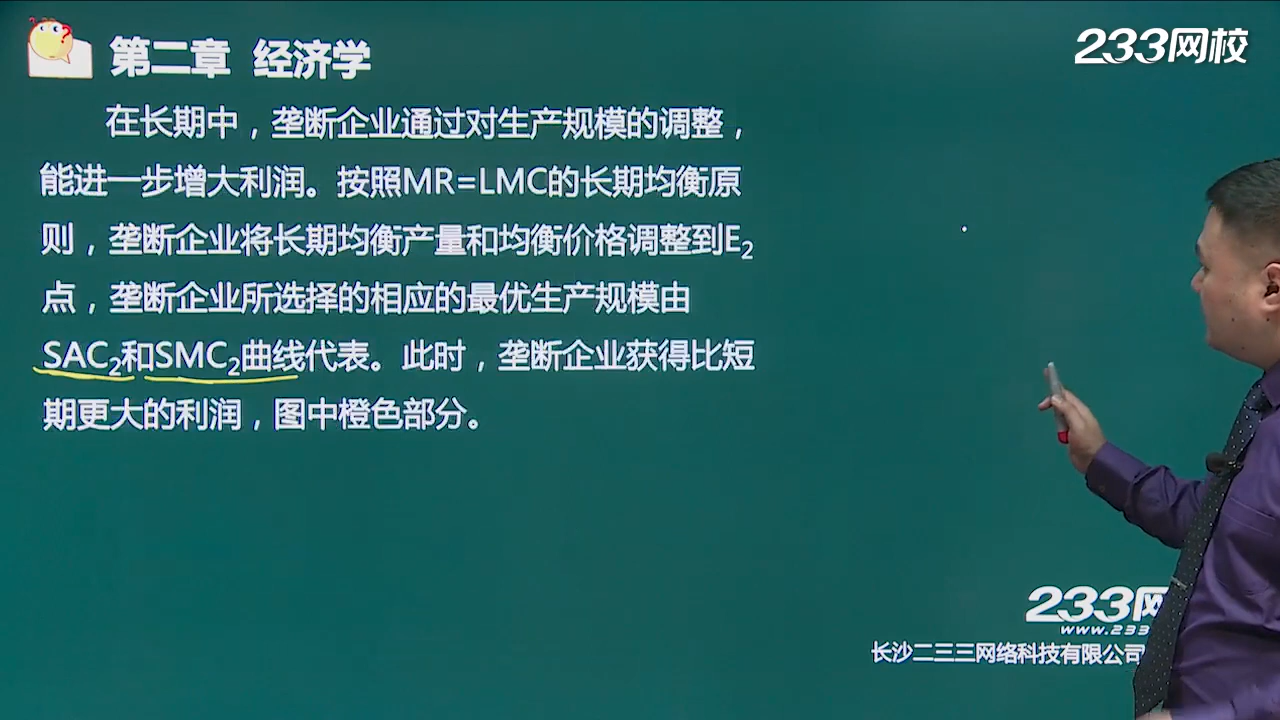 第二章 经济学
233网校
在长期中，垄断企业通过对生产规模的调整，
能进一步增大利润。按照MR=LMC的长期均衡原
则，垄断企业将长期均衡产量和均衡价格调整到E₂
点，垄断企业所选择的相应的最优生产规模由
SAC₂和SMC₂曲线代表。此时，垄断企业获得比短
期更大的利润，图中橙色部分。
233网
www.233
长沙二三三网络科技有限公司